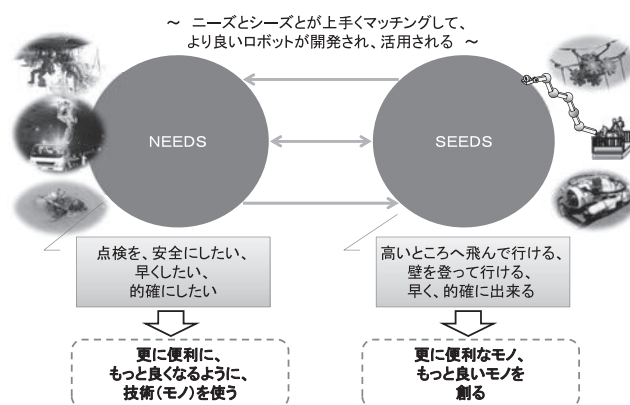 ～ ニーズとシーズとが上手くマッチングして、
より良いロボットが開発され、活用される ～
NEEDS
SEEDS
点検を、安全にしたい、
早くしたい、
的確にしたい
高いところへ飛んで行ける、
壁を登って行ける、
早く、的確に出来る
更に便利に、
もっと良くなるように、
技術(モノ)を使う
更に便利なモノ、
もっと良いモノを
創る